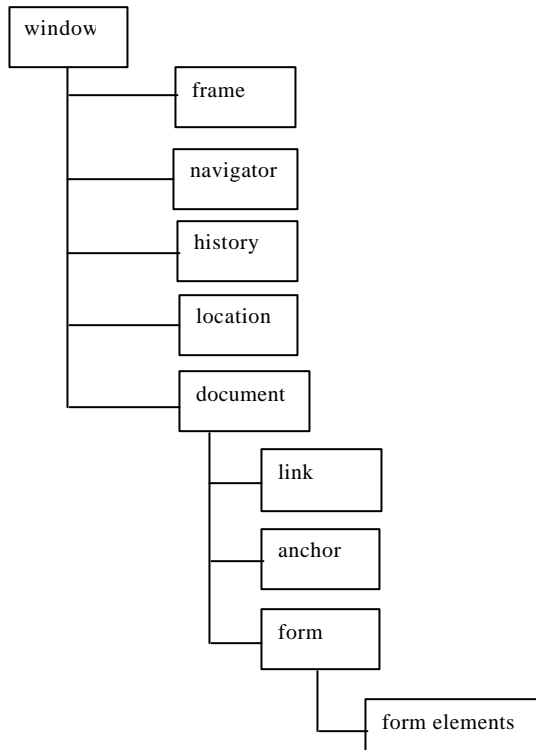 window
frame
navigator
history
location
document
link
anchor
form
form elements